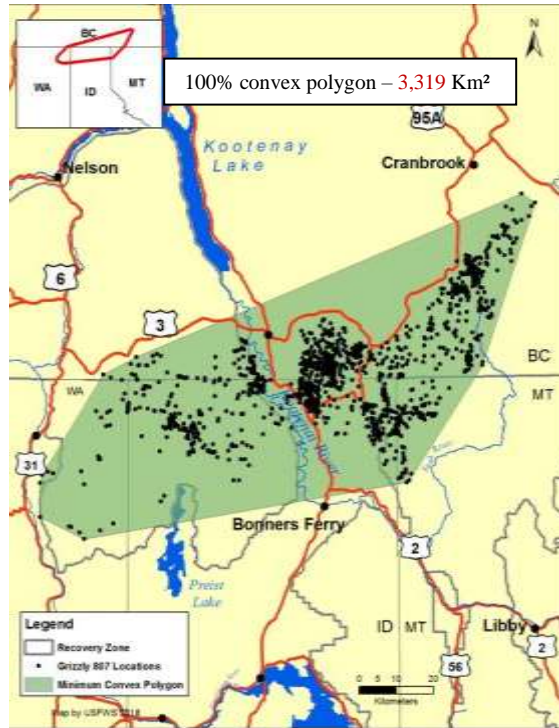 BC
WA
ID
MT
100% convex polygon – 3,319 Km²
N
95A
Kootenay
Lake
Cranbrook
Nelson
6
3
BC
WA
MT
31
Bonners Ferry
2
Preist
Lake
Legend
Recovery Zone
Grizzly 807 Locations
Minimum Convex Polygon
Map by USFWS 2018
ID
MT
Libby
2
56
0
10
20
Kilometers